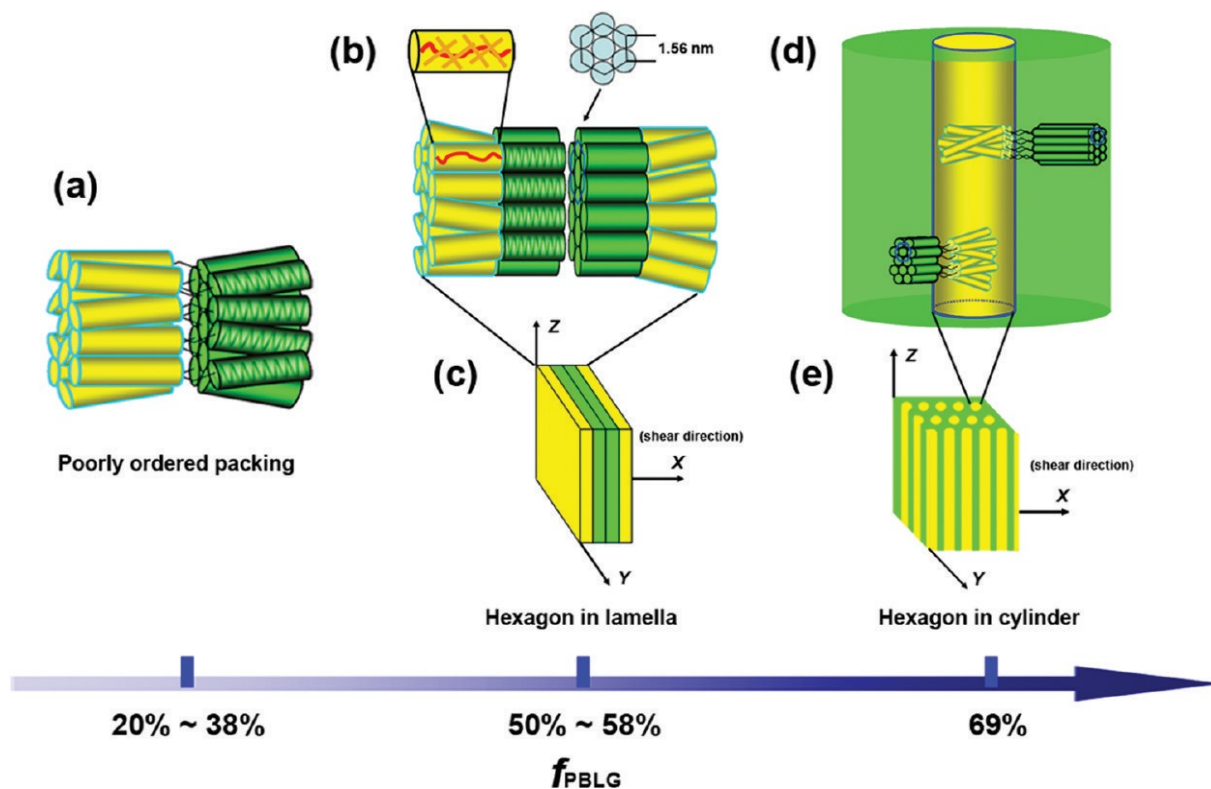 (a)
Poorly ordered packing
(b)
1.56 nm
(c)
Z
(shear direction)
X
Y
Hexagon in lamella
(d)
(e)
Z
(shear direction)
X
Y
Hexagon in cylinder
20% ~ 38%
50% ~ 58%
69%
fPBLG